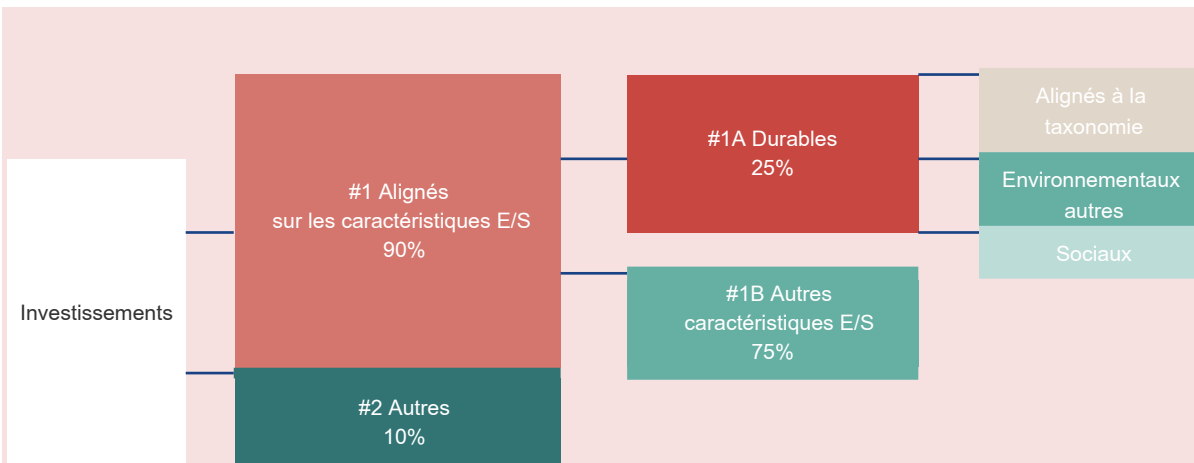 Investissements
#1 Alignés
sur les caractéristiques E/S
90%
#2 Autres
10%
#1A Durables
25%
#1B Autres
caractéristiques E/S
75%
Alignés à la
taxonomie
Environnementaux
autres
Sociaux